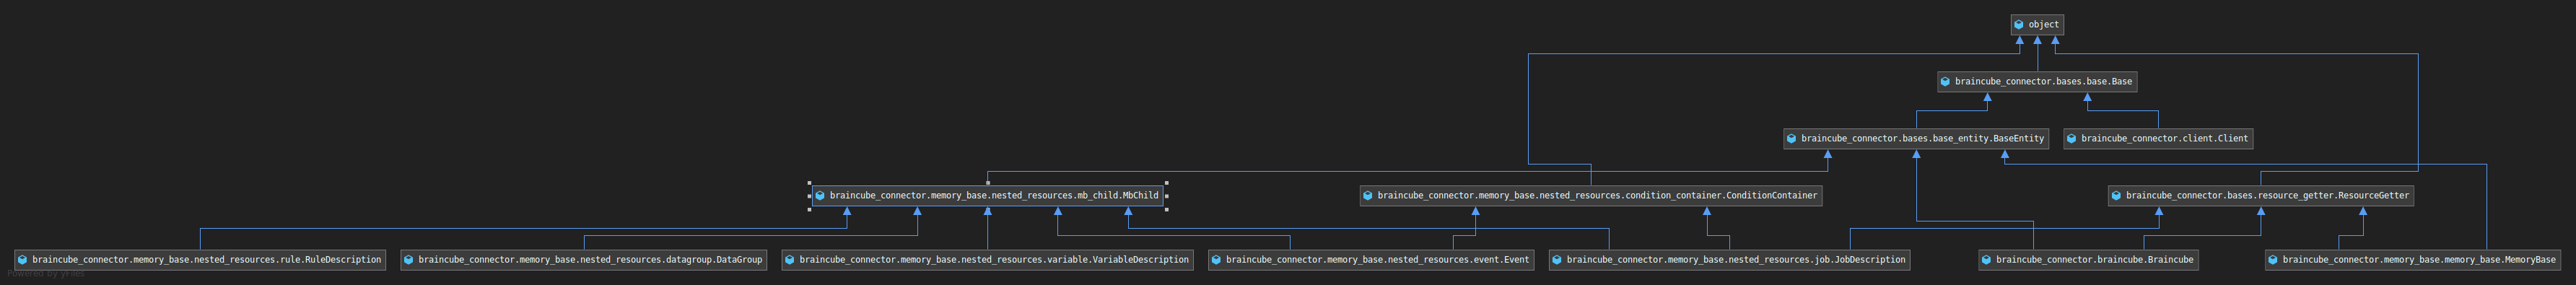 object
braincube_connector.bases.base.Base
braincube_connector.bases.base_entity.BaseEntity
braincube_connector.client.Client
braincube_connector.memory_base.nested_resources.mb_child.MbChild
braincube_connector.memory_base.nested_resources.condition_container.ConditionContainer
braincube_connector.bases.resource_getter.ResourceGetter
braincube_connector.memory_base.nested_resources.rule.RuleDescription
braincube_connector.memory_base.nested_resources.datagroup.DataGroup
braincube_connector.memory_base.nested_resources.variable.VariableDescription
braincube_connector.memory_base.nested_resources.event.Event
braincube_connector.memory_base.nested_resources.job.JobDescription
braincube_connector.braincube.Braincube
braincube_connector.memory_base.memory_base.MemoryBase
Powered by yFiles